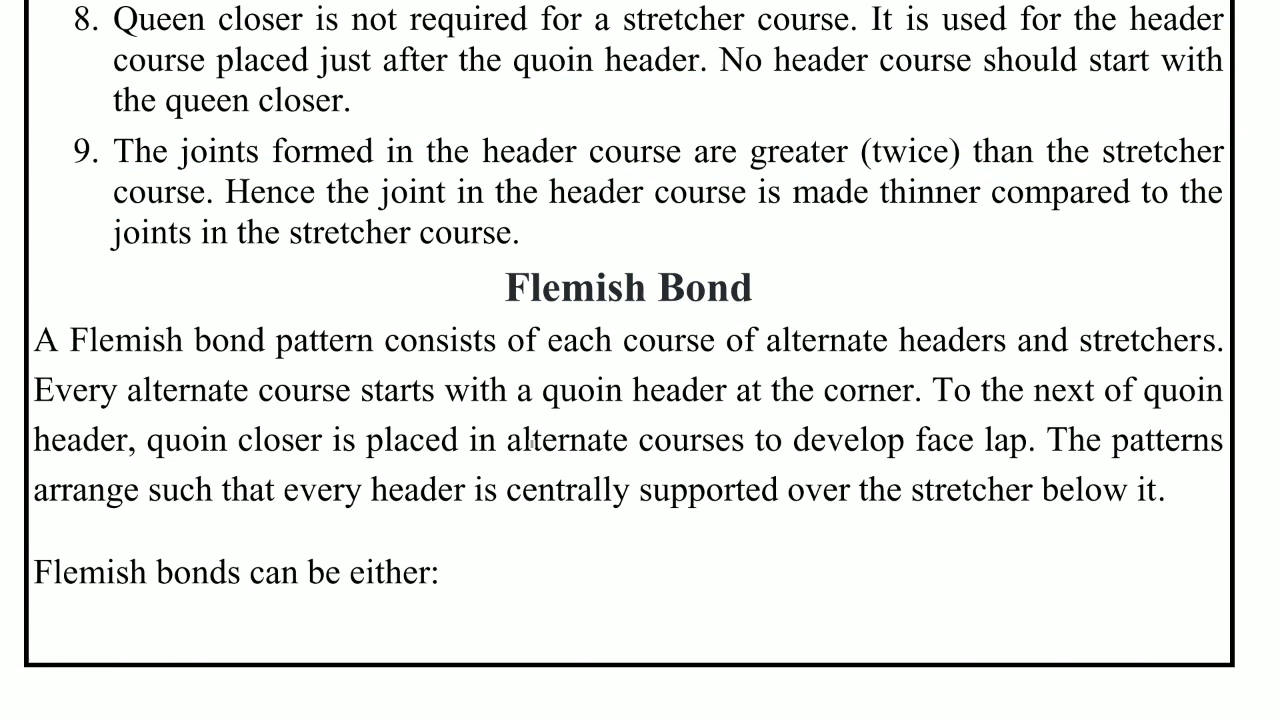 8. Queen closer is not required for a stretcher course. It is used for the header
course placed just after the quoin header. No header course should start with
the queen closer.
9. The joints formed in the header course are greater (twice) than the stretcher
course. Hence the joint in the header course is made thinner compared to the
joints in the stretcher course.
Flemish Bond
A Flemish bond pattern consists of each course of alternate headers and stretchers.
Every alternate course starts with a quoin header at the corner. To the next of quoin
header, quoin closer is placed in alternate courses to develop face lap. The patterns
arrange such that every header is centrally supported over the stretcher below it.
Flemish bonds can be either: